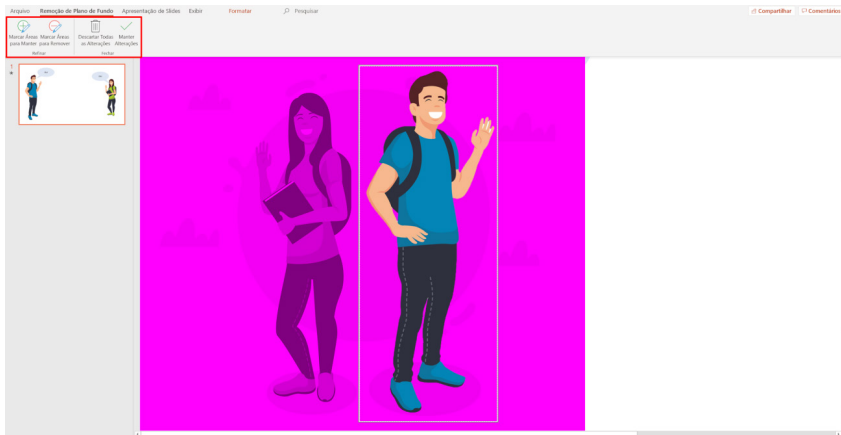 Arquivo Remoção de Plano de Fundo Apresentação de Slides Exibir Formatar Pesquisar Compartilhar Comentários
Marcar Áreas Marcar Áreas Descartar Todas Manter
para Manter para Remover as Alterações Alterações
Refinar Fechar
1